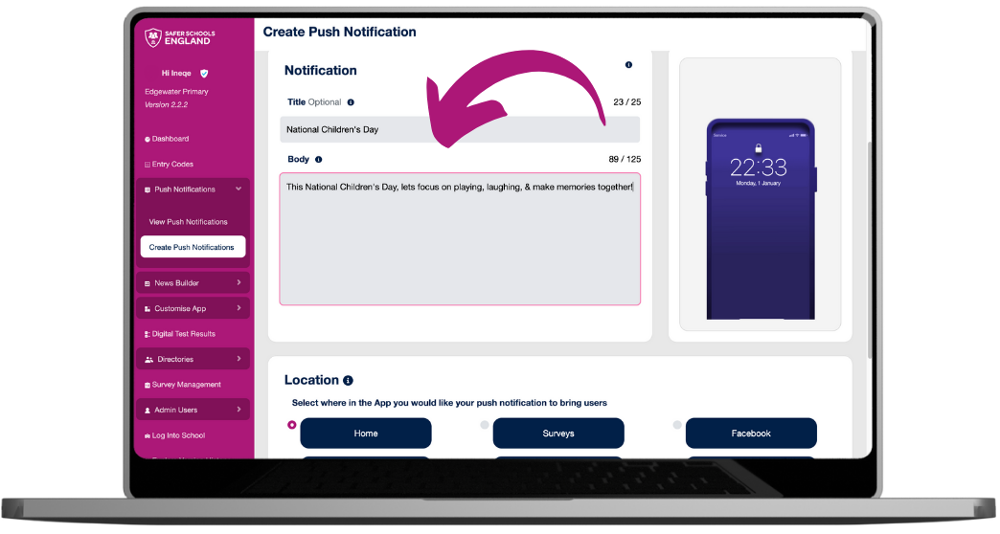 SAFER SCHOOLS
ENGLAND
Hi Ineqe
Edgewater Primary
Version 2.2.2
Dashboard
Entry Codes
Push Notifications
View Push Notifications
Create Push Notifications
News Builder
Customise App
Digital Test Results
Directories
Survey Management
Admin Users
Log Into School
Create Push Notification
Notification
Title Optional
23 / 25
National Children's Day
Body
89 / 125
This National Children's Day, lets focus on playing, laughing, & make memories together!
Service
22:33
Monday, 1 January
Location
Select where in the App you would like your push notification to bring users
Home
Surveys
Facebook